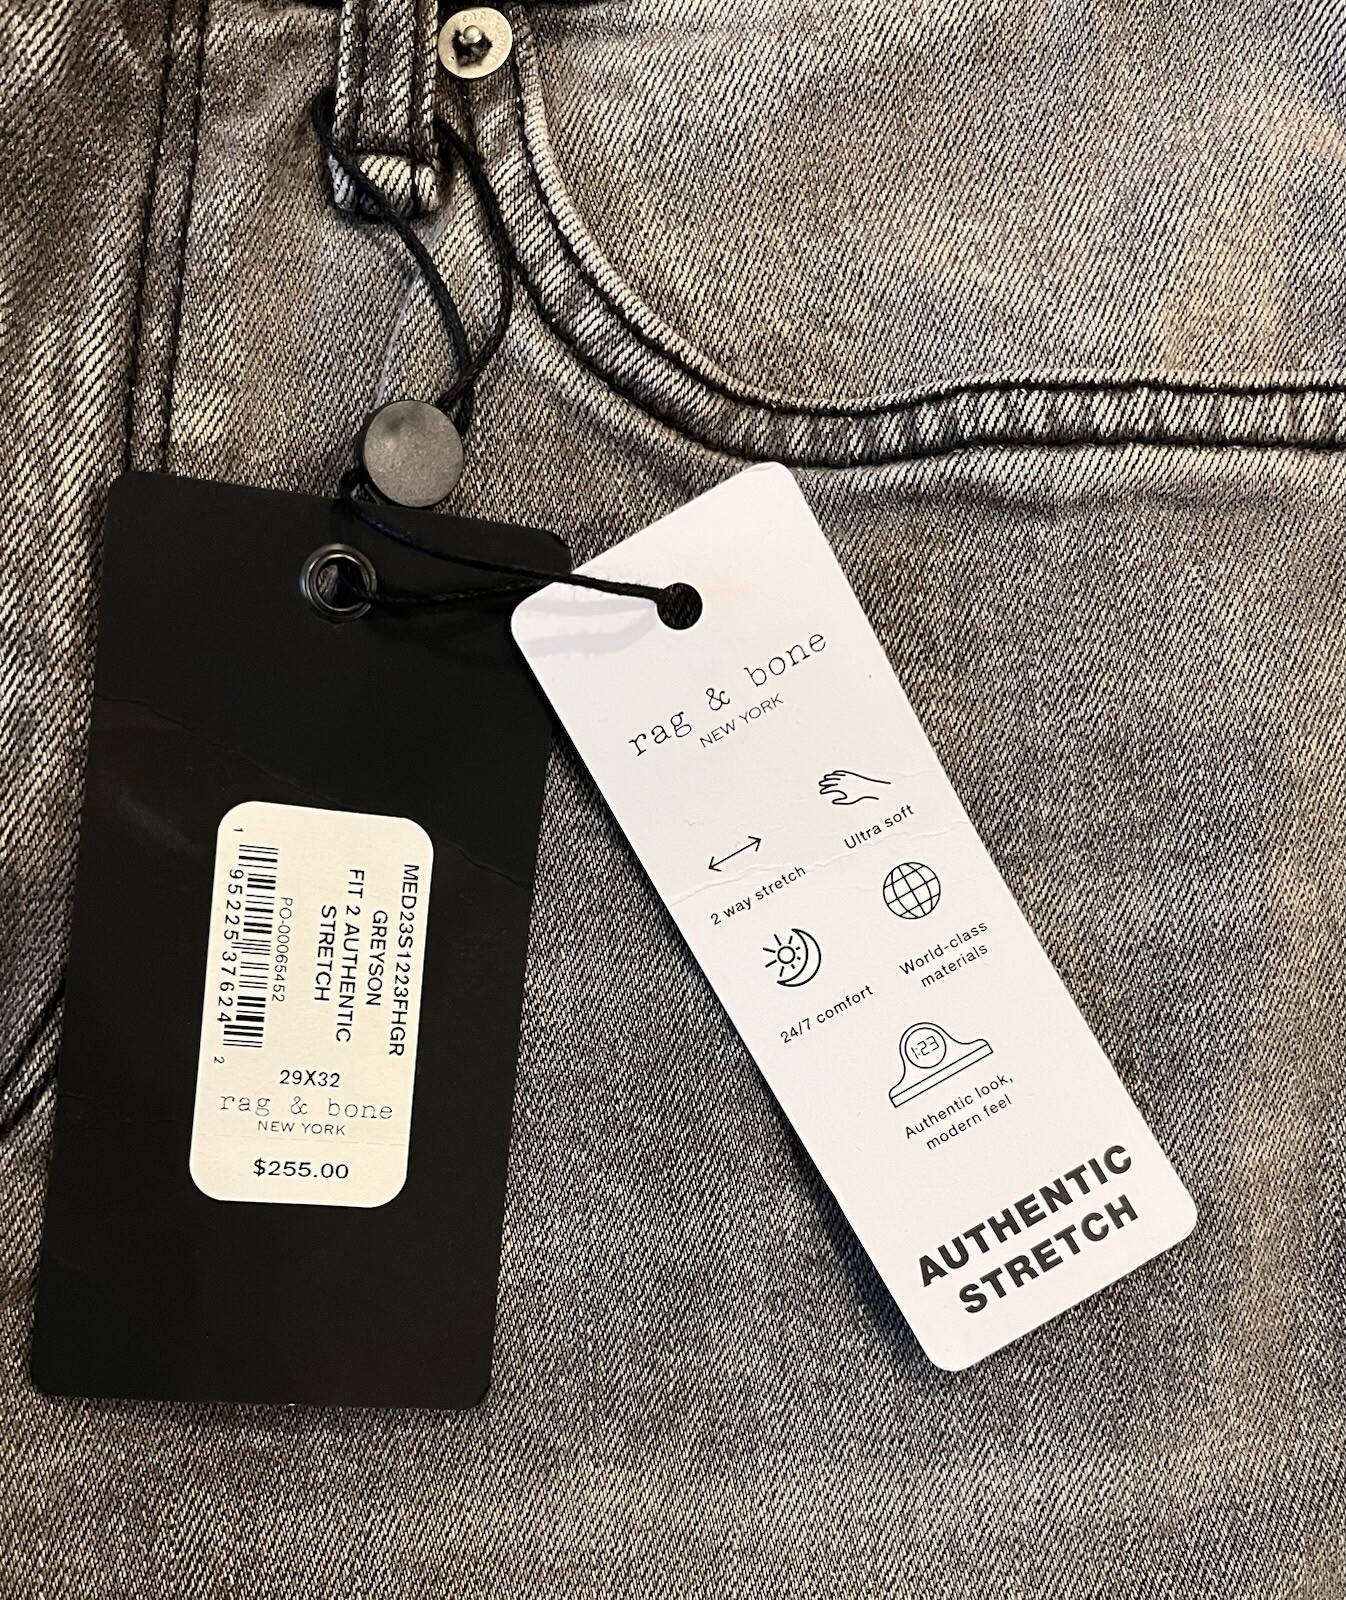 MED23S1223FHGR
GREYSON
FIT 2 AUTHENTIC
STRETCH
PO-00065452
1 95225 37624 2
29X32
rag & bone
NEW YORK
$255.00
rag & bone
NEW YORK
Ultra soft
2 way stretch
World-class
materials
24/7 comfort
1:23
Authentic look,
modern feel
AUTHENTIC
STRETCH